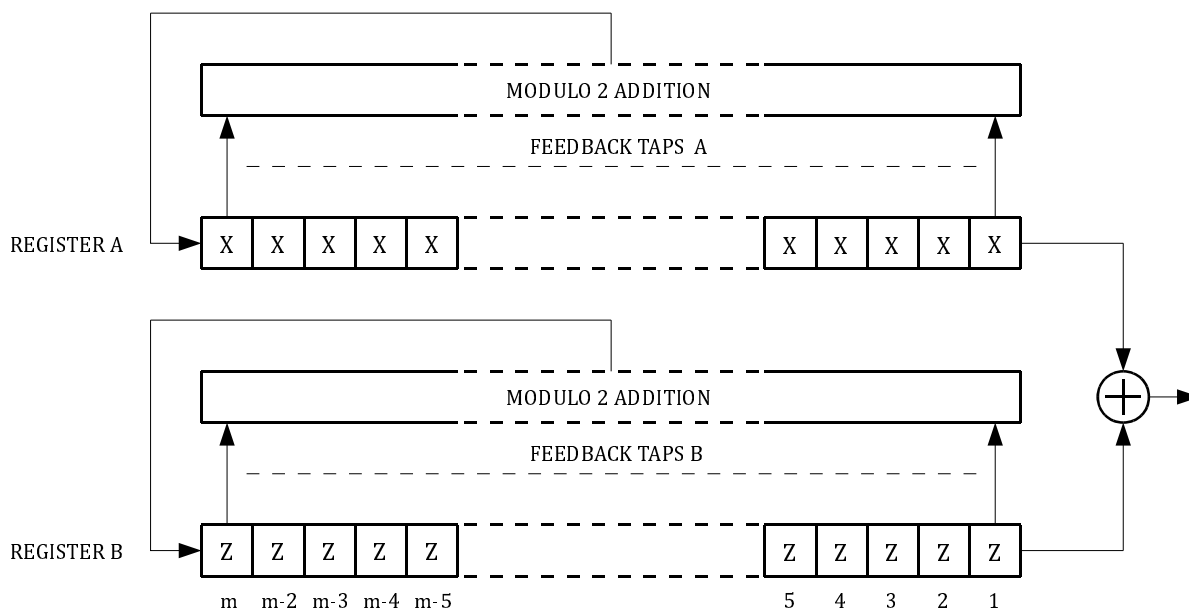 MODULO 2 ADDITION
FEEDBACK TAPS A
REGISTER A X X X X X X X X X X
MODULO 2 ADDITION
FEEDBACK TAPS B
REGISTER B Z Z Z Z Z Z Z Z Z Z
m m-2 m-3 m-4 m-5 5 4 3 2 1